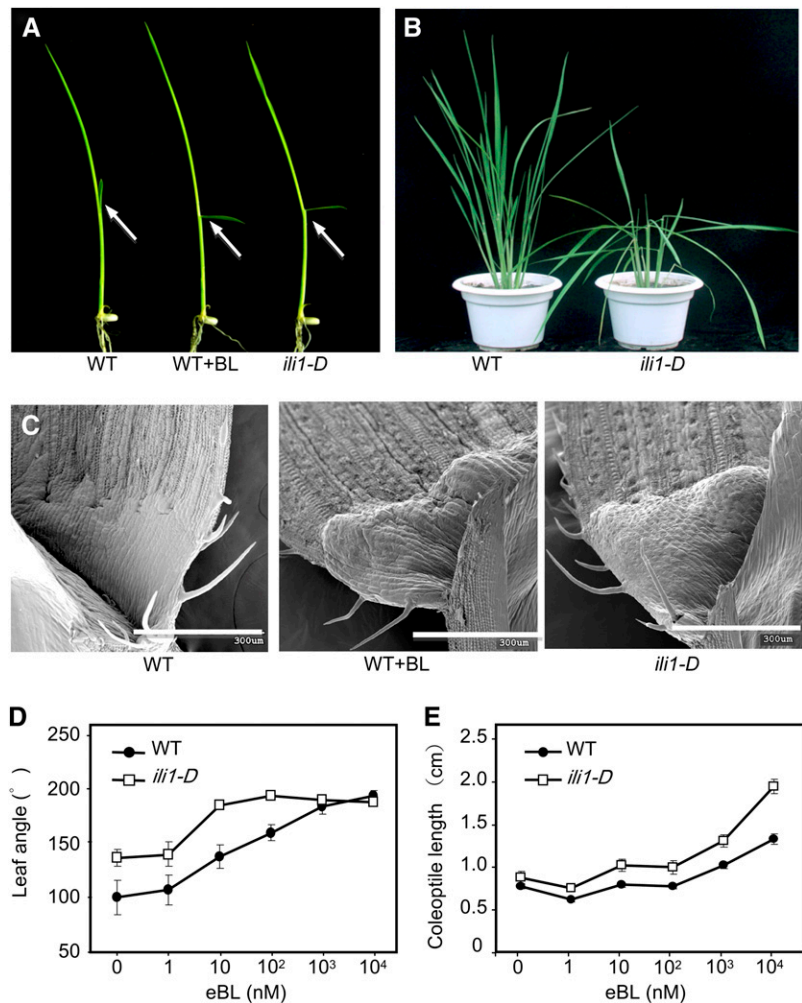 A
WT
WT+BL
ili1-D
B
WT
ili1-D
C
300um
WT
300um
WT+BL
300um
ili1-D
D
Leaf angle (°)
250
200
150
100
50
WT
ili1-D
0 1 10 10² 10³ 10⁴
eBL (nM)
E
Coleoptile length (cm)
2.5
2.0
1.5
1.0
0.5
0
WT
ili1-D
0 1 10 10² 10³ 10⁴
eBL (nM)